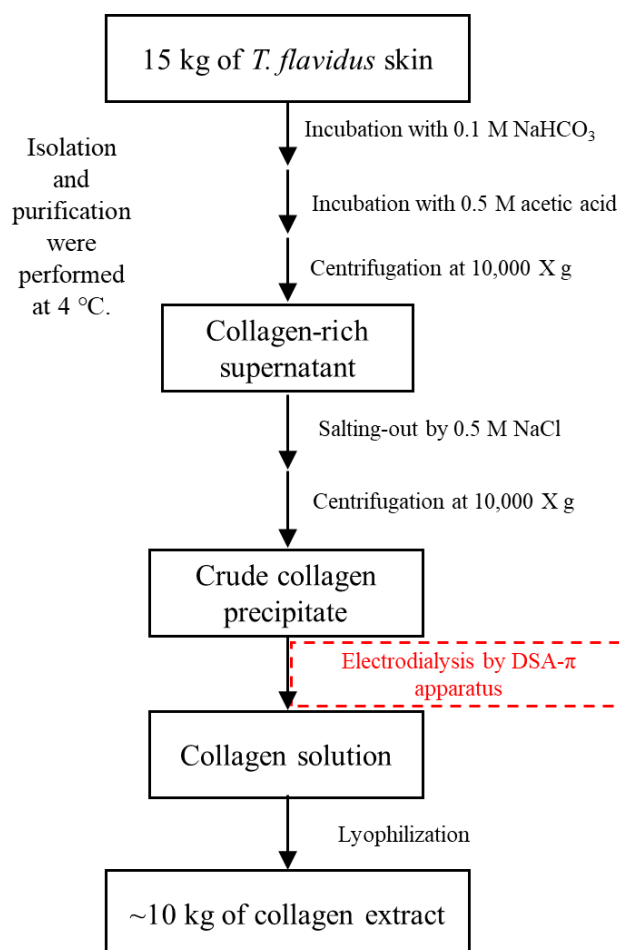 15 kg of T. flavidus skin
Incubation with 0.1 M NaHCO₃
Isolation
and
purification
were
performed
at 4 °C.
Incubation with 0.5 M acetic acid
Centrifugation at 10,000 X g
Collagen-rich
supernatant
Salting-out by 0.5 M NaCl
Centrifugation at 10,000 X g
Crude collagen
precipitate
Electrodialysis by DSA-π
apparatus
Collagen solution
Lyophilization
~10 kg of collagen extract